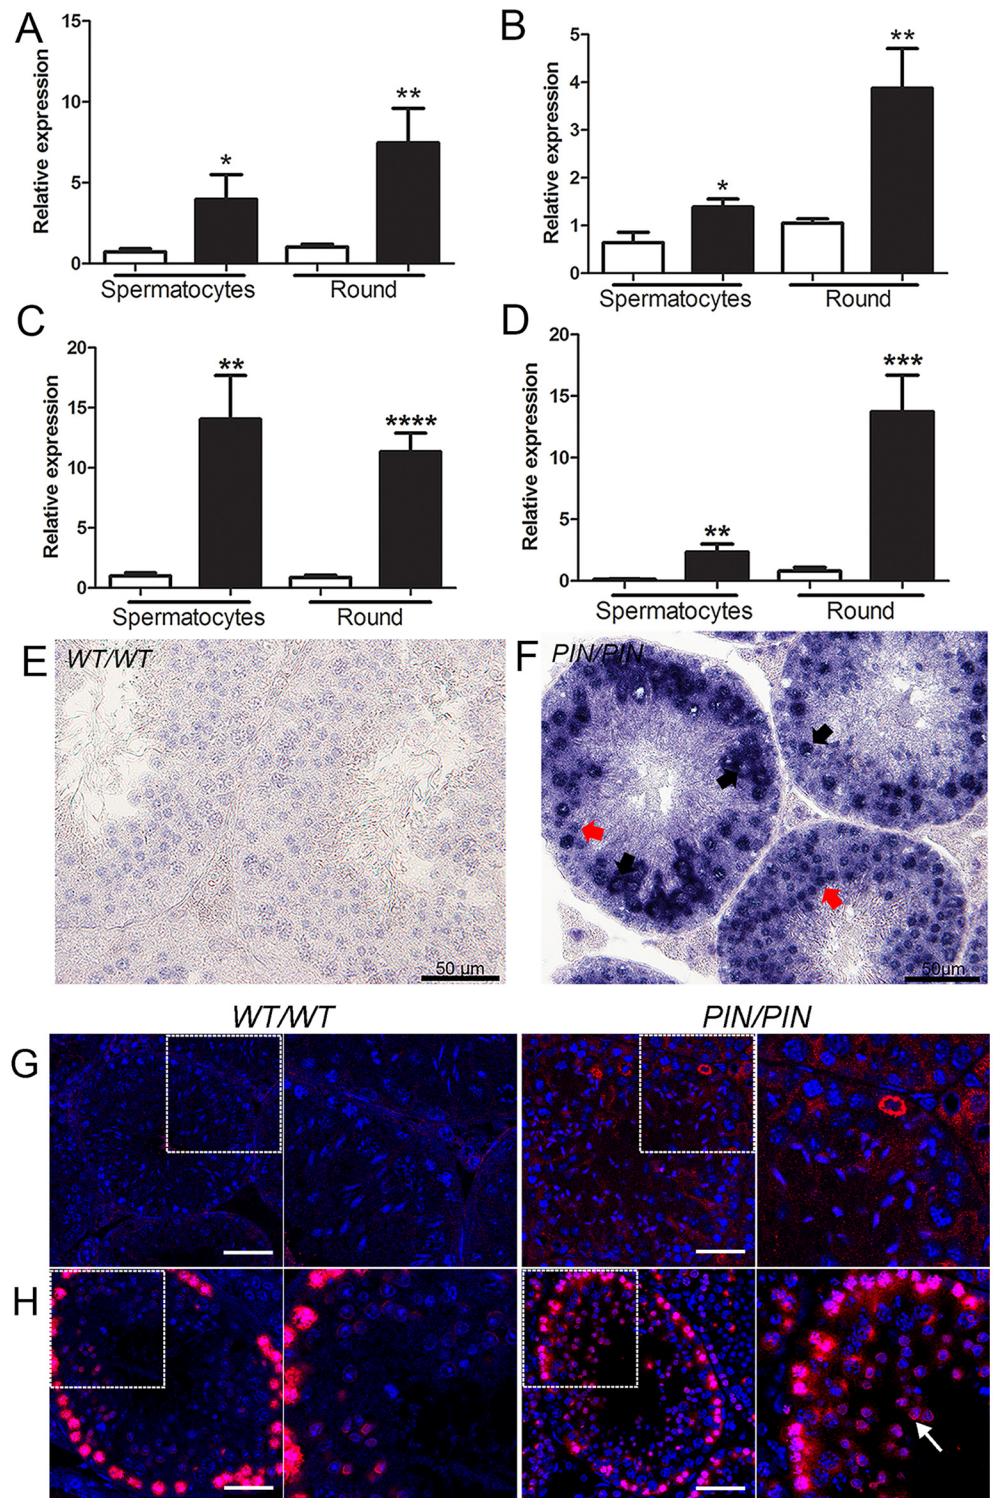 A
Relative expression
15
10
5
0
*
**
Spermatocytes
Round
B
Relative expression
5
4
3
2
1
0
*
**
Spermatocytes
Round
C
Relative expression
20
15
10
5
0
**
****
Spermatocytes
Round
D
Relative expression
20
15
10
5
0
**
***
Spermatocytes
Round
E
WT/WT
50 µm
F
PIN/PIN
50µm
WT/WT
PIN/PIN
G
H